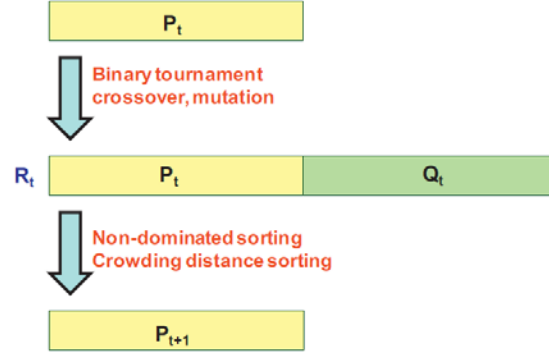 Pt
Binary tournament
crossover, mutation
Rt Pt Qt
Non-dominated sorting
Crowding distance sorting
Pt+1